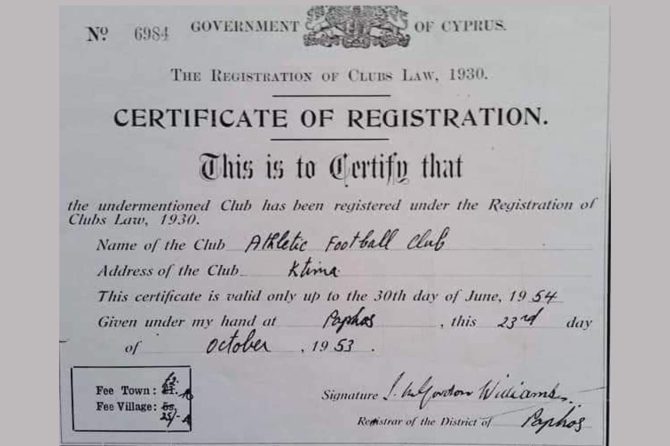 GOVERNMENT OF CYPRUS.
No 6984
THE REGISTRATION OF CLUBS LAW, 1930.
CERTIFICATE OF REGISTRATION.
This is to Certify that
the undermentioned Club has been registered under the Registration of
Clubs Law, 1930.
Name of the Club Athletic Football Club
Address of the Club Ktima
This certificate is valid only up to the 30th day of June, 1954
Given under my hand at Paphos, this 23rd day
of October, 1953.
Fee Town:
Fee Village:
Signature Gordon Williams
Registrar of the District of Paphos